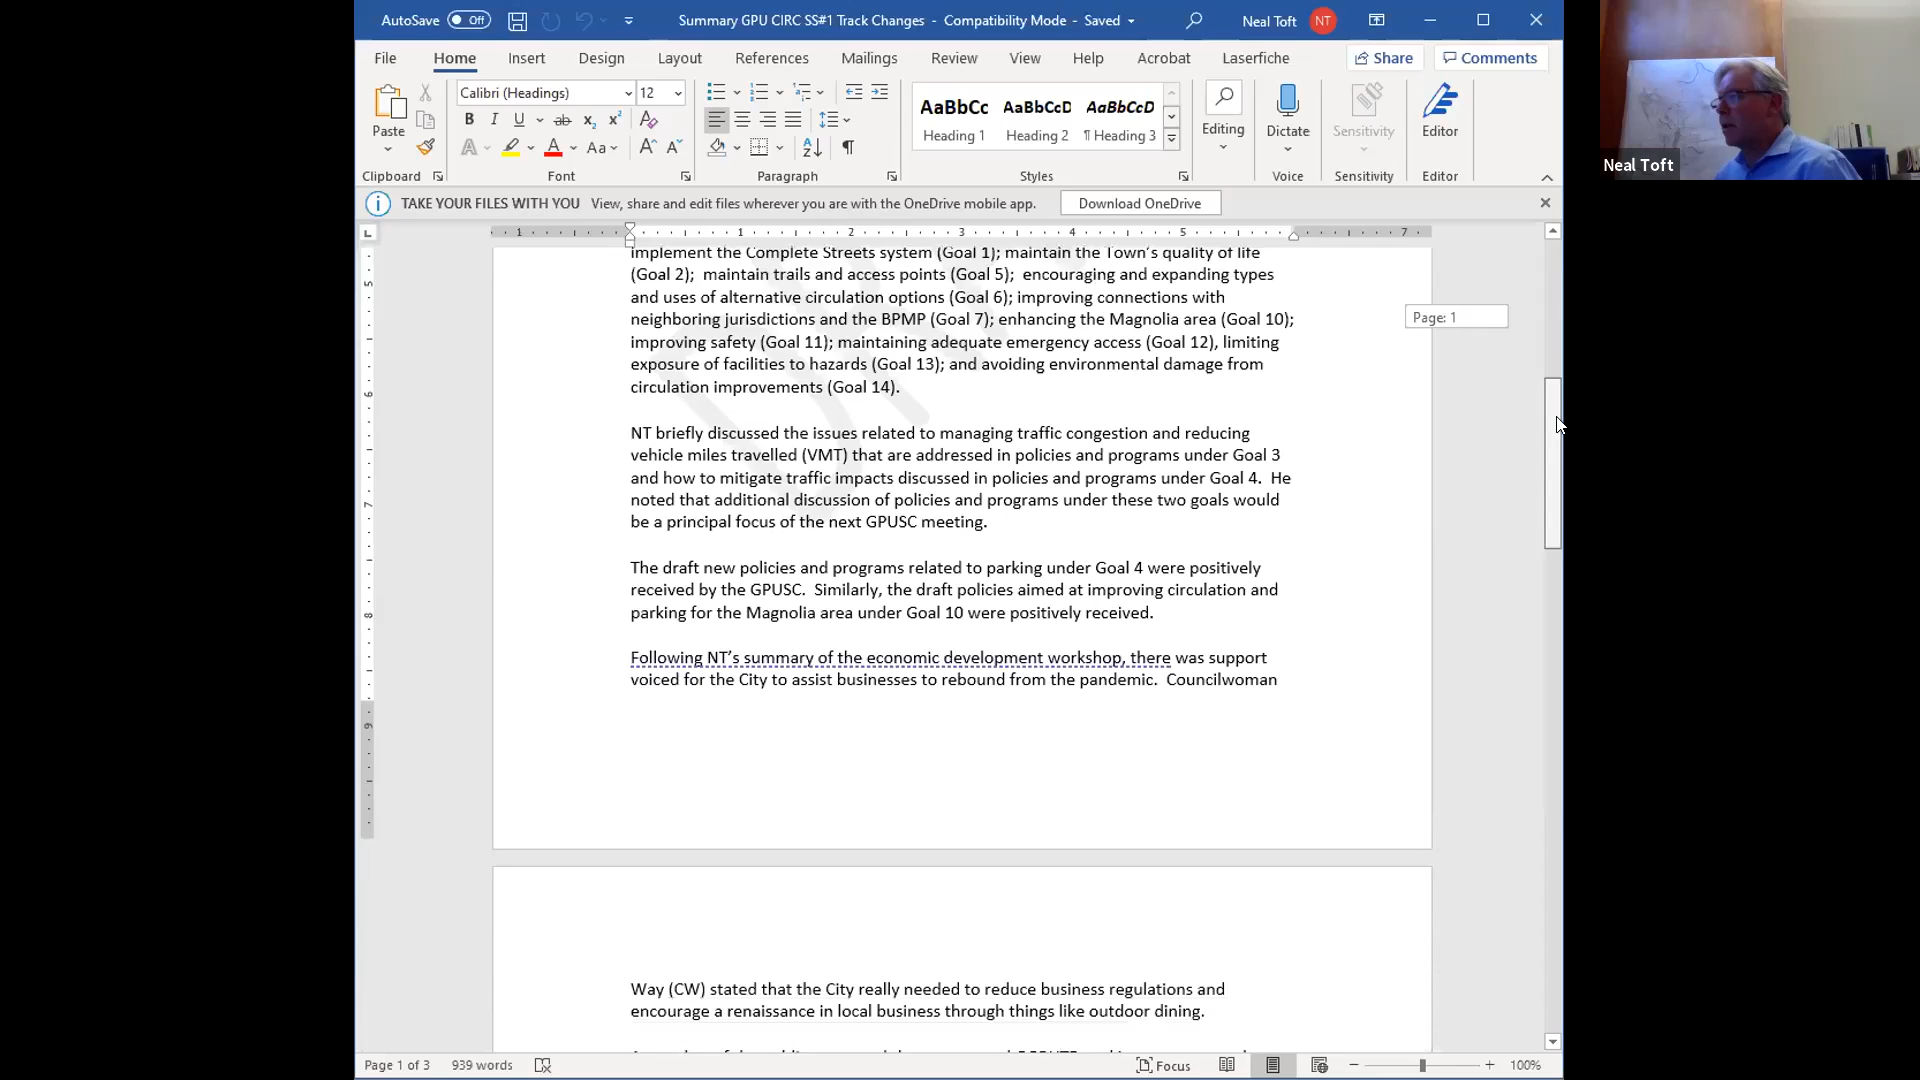 AutoSave Off Summary GPU CIRC SS#1 Track Changes - Compatibility Mode - Saved Neal Toft NT
File Home Insert Design Layout References Mailings Review View Help Acrobat Laserfiche Share Comments
Calibri (Headings) 12
Paste
AaBbCc AaBbCcD AaBbCcD
Heading 1 Heading 2 ¶ Heading 3
Editing Dictate Sensitivity Editor
Clipboard Font Paragraph Styles Voice Sensitivity Editor
TAKE YOUR FILES WITH YOU View, share and edit files wherever you are with the OneDrive mobile app. Download OneDrive
1 1 2 3 4 5 7
implement the Complete Streets system (Goal 1); maintain the Town's quality of life
(Goal 2);  maintain trails and access points (Goal 5);  encouraging and expanding types
and uses of alternative circulation options (Goal 6); improving connections with
neighboring jurisdictions and the BPMP (Goal 7); enhancing the Magnolia area (Goal 10);
improving safety (Goal 11); maintaining adequate emergency access (Goal 12), limiting
exposure of facilities to hazards (Goal 13); and avoiding environmental damage from
circulation improvements (Goal 14).
Page: 1
NT briefly discussed the issues related to managing traffic congestion and reducing
vehicle miles travelled (VMT) that are addressed in policies and programs under Goal 3
and how to mitigate traffic impacts discussed in policies and programs under Goal 4.  He
noted that additional discussion of policies and programs under these two goals would
be a principal focus of the next GPUSC meeting.
The draft new policies and programs related to parking under Goal 4 were positively
received by the GPUSC.  Similarly, the draft policies aimed at improving circulation and
parking for the Magnolia area under Goal 10 were positively received.
Following NT's summary of the economic development workshop, there was support
voiced for the City to assist businesses to rebound from the pandemic.  Councilwoman
Way (CW) stated that the City really needed to reduce business regulations and
encourage a renaissance in local business through things like outdoor dining.
Page 1 of 3 939 words Focus 100%
Neal Toft